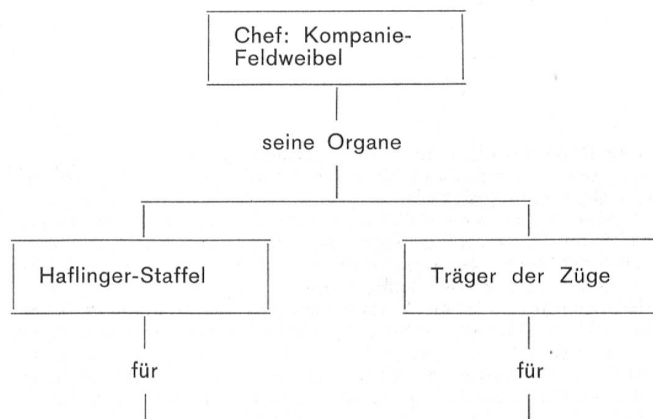 Chef: Kompanie-
Feldweibel
seine Organe
Haflinger-Staffel
Träger der Züge
für
für